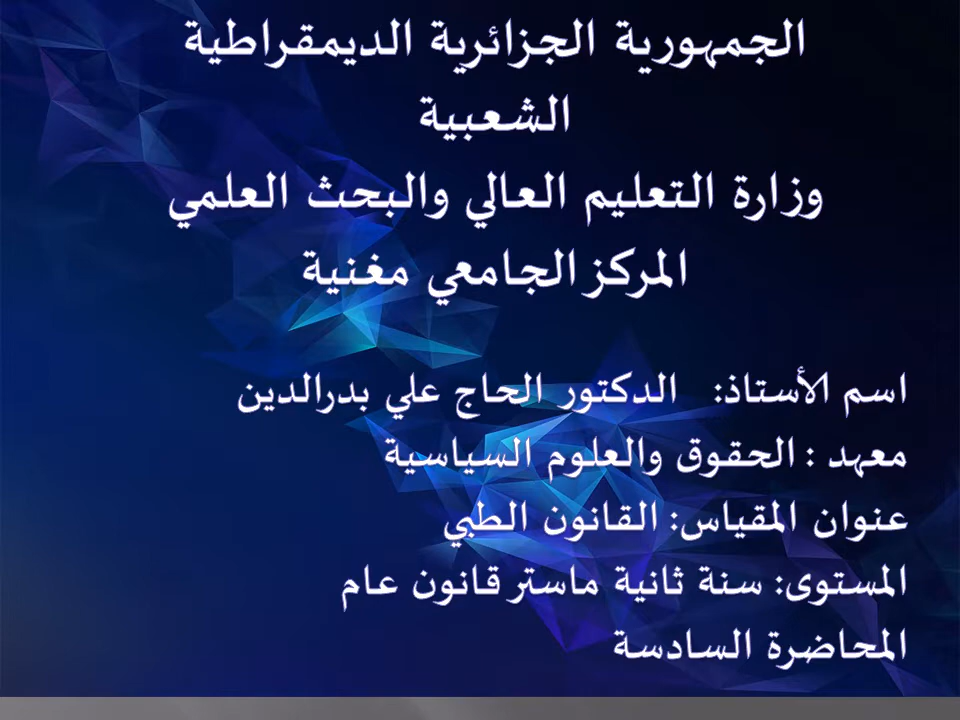 الجمهورية الجزائرية الديمقراطية
الشعبية
وزارة التعليم العالي والبحث العلمي
المركز الجامعي مغنية
اسم الأستاذ: الدكتور الحاج علي بدرالدين
معهد : الحقوق والعلوم السياسية
عنوان المقياس: القانون الطبي
المستوى: سنة ثانية ماستر قانون عام
المحاضرة السادسة